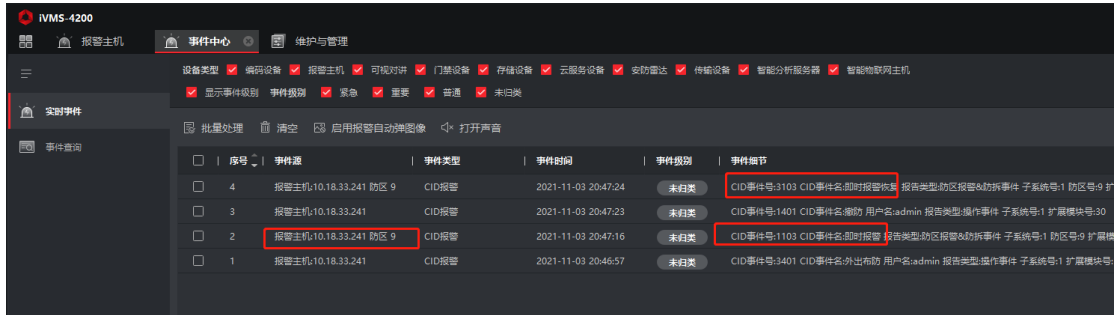 iVMS-4200
报警主机 事件中心 维护与管理
设备类型 编码设备 报警主机 可视对讲 门禁设备 存储设备 云服务设备 安防雷达 传输设备 智能分析服务器 智能物联网主机
显示事件级别 事件级别 紧急 重要 普通 未归类
实时事件
事件查询
批量处理 清空 启用报警自动弹图像 打开声音
序号 事件源 事件类型 事件时间 事件级别 事件细节
4 报警主机:10.18.33.241 防区 9 CID报警 2021-11-03 20:47:24 未归类 CID事件号:3103 CID事件名:即时报警恢复 报告类型:防区报警&防拆事件 子系统号:1 防区号:9 扩
3 报警主机:10.18.33.241 CID报警 2021-11-03 20:47:23 未归类 CID事件号:1401 CID事件名:撤防 用户名:admin 报告类型:操作事件 子系统号:1 扩展模块号:30
2 报警主机:10.18.33.241 防区 9 CID报警 2021-11-03 20:47:16 未归类 CID事件号:1103 CID事件名:即时报警 报告类型:防区报警&防拆事件 子系统号:1 防区号:9 扩展模
1 报警主机:10.18.33.241 CID报警 2021-11-03 20:46:57 未归类 CID事件号:3401 CID事件名:外出布防 用户名:admin 报告类型:操作事件 子系统号:1 扩展模块号: